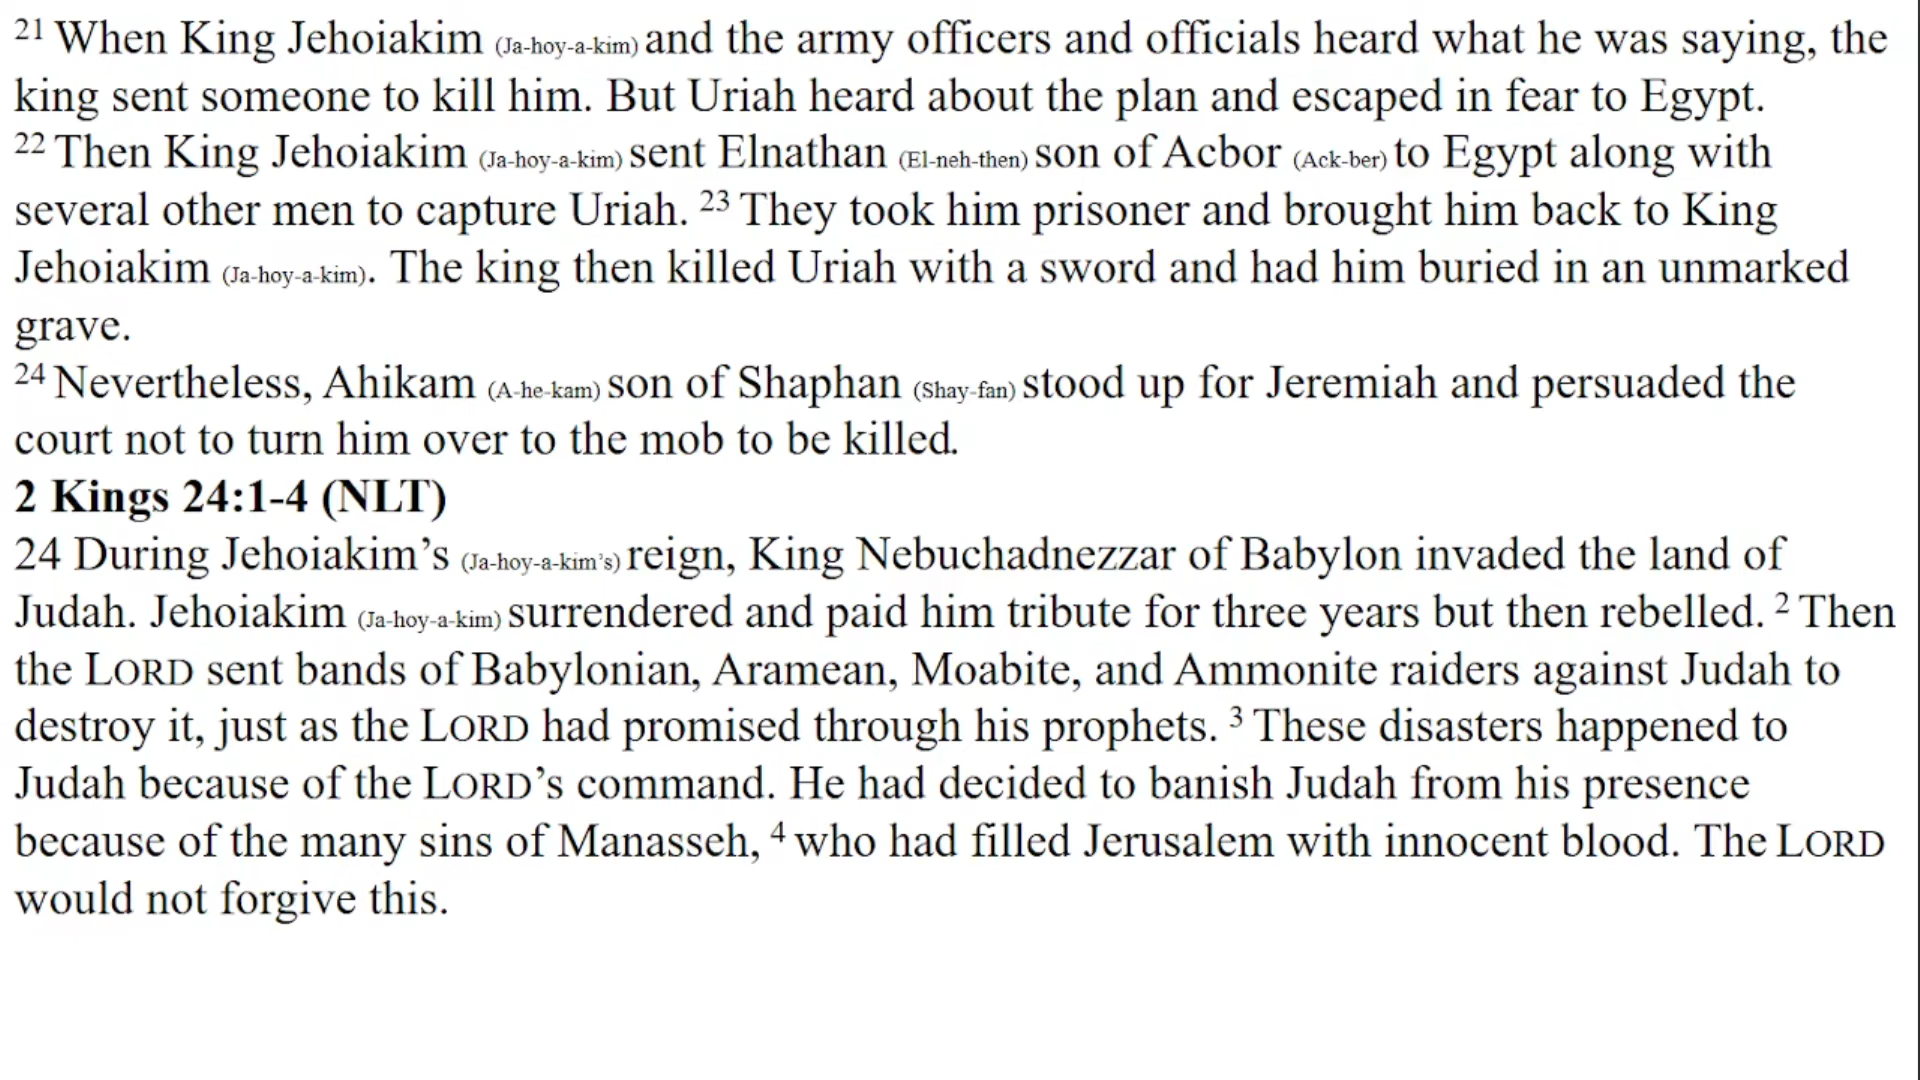 21 When King Jehoiakim (Ja-hoy-a-kim) and the army officers and officials heard what he was saying, the
king sent someone to kill him. But Uriah heard about the plan and escaped in fear to Egypt.
22 Then King Jehoiakim (Ja-hoy-a-kim) sent Elnathan (El-neh-then) son of Acbor (Ack-ber) to Egypt along with
several other men to capture Uriah. 23 They took him prisoner and brought him back to King
Jehoiakim (Ja-hoy-a-kim). The king then killed Uriah with a sword and had him buried in an unmarked
grave.
24 Nevertheless, Ahikam (A-he-kam) son of Shaphan (Shay-fan) stood up for Jeremiah and persuaded the
court not to turn him over to the mob to be killed.
2 Kings 24:1-4 (NLT)
24 During Jehoiakim’s (Ja-hoy-a-kim’s) reign, King Nebuchadnezzar of Babylon invaded the land of
Judah. Jehoiakim (Ja-hoy-a-kim) surrendered and paid him tribute for three years but then rebelled. 2 Then
the LORD sent bands of Babylonian, Aramean, Moabite, and Ammonite raiders against Judah to
destroy it, just as the LORD had promised through his prophets. 3 These disasters happened to
Judah because of the LORD’s command. He had decided to banish Judah from his presence
because of the many sins of Manasseh, 4 who had filled Jerusalem with innocent blood. The LORD
would not forgive this.